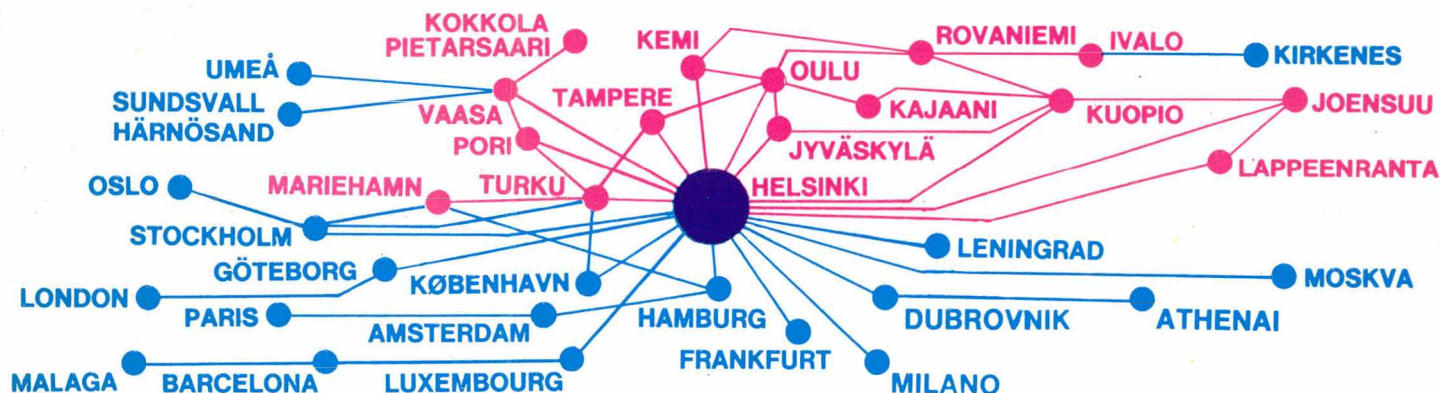 KOKKOLA
PIETARSAARI
KEMI
ROVANIEMI
IVALO
KIRKENES
UMEÅ
OULU
SUNDSVALL
HÄRNÖSAND
VAASA
TAMPERE
KAJAANI
KUOPIO
JOENSUU
PORI
JYVÄSKYLÄ
LAPPEENRANTA
OSLO
MARIEHAMN
TURKU
HELSINKI
STOCKHOLM
LENINGRAD
GÖTEBORG
KØBENHAVN
MOSKVA
LONDON
PARIS
AMSTERDAM
HAMBURG
DUBROVNIK
ATHENAI
FRANKFURT
MALAGA
BARCELONA
LUXEMBOURG
MILANO